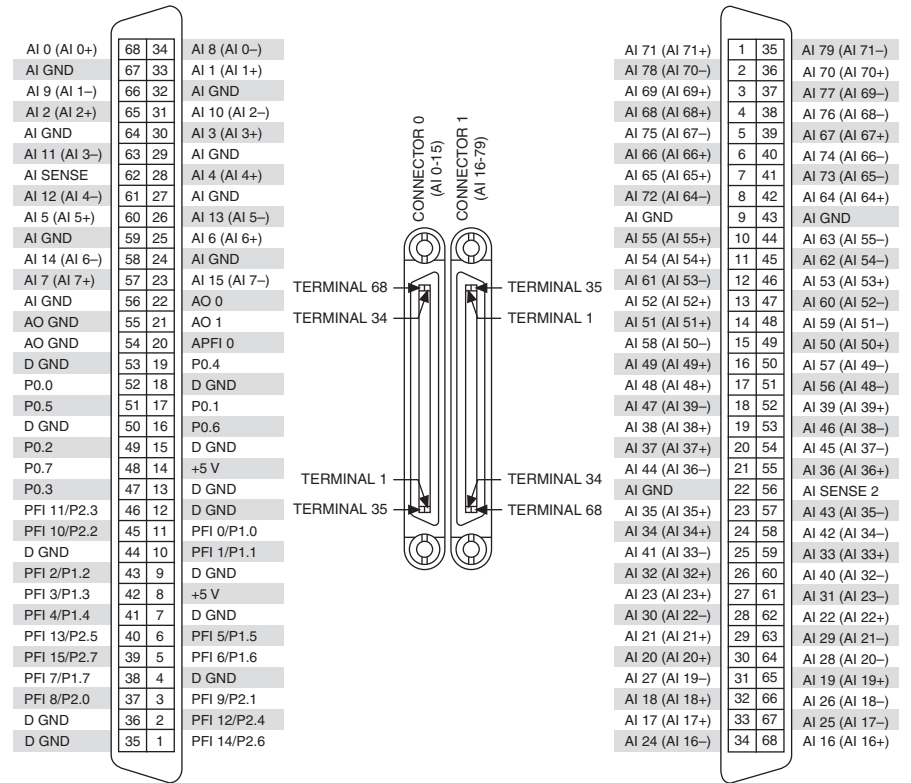 AI 0 (AI 0+) 68 34 AI 8 (AI 0–)
AI GND 67 33 AI 1 (AI 1+)
AI 9 (AI 1–) 66 32 AI GND
AI 2 (AI 2+) 65 31 AI 10 (AI 2–)
AI GND 64 30 AI 3 (AI 3+)
AI 11 (AI 3–) 63 29 AI GND
AI SENSE 62 28 AI 4 (AI 4+)
AI 12 (AI 4–) 61 27 AI GND
AI 5 (AI 5+) 60 26 AI 13 (AI 5–)
AI GND 59 25 AI 6 (AI 6+)
AI 14 (AI 6–) 58 24 AI GND
AI 7 (AI 7+) 57 23 AI 15 (AI 7–)
AI GND 56 22 AO 0
AO GND 55 21 AO 1
AO GND 54 20 APFI 0
D GND 53 19 P0.4
P0.0 52 18 D GND
P0.5 51 17 P0.1
D GND 50 16 P0.6
P0.2 49 15 D GND
P0.7 48 14 +5 V
P0.3 47 13 D GND
PFI 11/P2.3 46 12 D GND
PFI 10/P2.2 45 11 PFI 0/P1.0
D GND 44 10 PFI 1/P1.1
PFI 2/P1.2 43 9 D GND
PFI 3/P1.3 42 8 +5 V
PFI 4/P1.4 41 7 D GND
PFI 13/P2.5 40 6 PFI 5/P1.5
PFI 15/P2.7 39 5 PFI 6/P1.6
PFI 7/P1.7 38 4 D GND
PFI 8/P2.0 37 3 PFI 9/P2.1
D GND 36 2 PFI 12/P2.4
D GND 35 1 PFI 14/P2.6
CONNECTOR 0
(AI 0-15)
CONNECTOR 1
(AI 16-79)
TERMINAL 68
TERMINAL 35
TERMINAL 34
TERMINAL 1
TERMINAL 1
TERMINAL 34
TERMINAL 35
TERMINAL 68
AI 71 (AI 71+) 1 35 AI 79 (AI 71–)
AI 78 (AI 70–) 2 36 AI 70 (AI 70+)
AI 69 (AI 69+) 3 37 AI 77 (AI 69–)
AI 68 (AI 68+) 4 38 AI 76 (AI 68–)
AI 75 (AI 67–) 5 39 AI 67 (AI 67+)
AI 66 (AI 66+) 6 40 AI 74 (AI 66–)
AI 65 (AI 65+) 7 41 AI 73 (AI 65–)
AI 72 (AI 64–) 8 42 AI 64 (AI 64+)
AI GND 9 43 AI GND
AI 55 (AI 55+) 10 44 AI 63 (AI 55–)
AI 54 (AI 54+) 11 45 AI 62 (AI 54–)
AI 61 (AI 53–) 12 46 AI 53 (AI 53+)
AI 52 (AI 52+) 13 47 AI 60 (AI 52–)
AI 51 (AI 51+) 14 48 AI 59 (AI 51–)
AI 58 (AI 50–) 15 49 AI 50 (AI 50+)
AI 49 (AI 49+) 16 50 AI 57 (AI 49–)
AI 48 (AI 48+) 17 51 AI 56 (AI 48–)
AI 47 (AI 39–) 18 52 AI 39 (AI 39+)
AI 38 (AI 38+) 19 53 AI 46 (AI 38–)
AI 37 (AI 37+) 20 54 AI 45 (AI 37–)
AI 44 (AI 36–) 21 55 AI 36 (AI 36+)
AI GND 22 56 AI SENSE 2
AI 35 (AI 35+) 23 57 AI 43 (AI 35–)
AI 34 (AI 34+) 24 58 AI 42 (AI 34–)
AI 41 (AI 33–) 25 59 AI 33 (AI 33+)
AI 32 (AI 32+) 26 60 AI 40 (AI 32–)
AI 23 (AI 23+) 27 61 AI 31 (AI 23–)
AI 30 (AI 22–) 28 62 AI 22 (AI 22+)
AI 21 (AI 21+) 29 63 AI 29 (AI 21–)
AI 20 (AI 20+) 30 64 AI 28 (AI 20–)
AI 27 (AI 19–) 31 65 AI 19 (AI 19+)
AI 18 (AI 18+) 32 66 AI 26 (AI 18–)
AI 17 (AI 17+) 33 67 AI 25 (AI 17–)
AI 24 (AI 16–) 34 68 AI 16 (AI 16+)